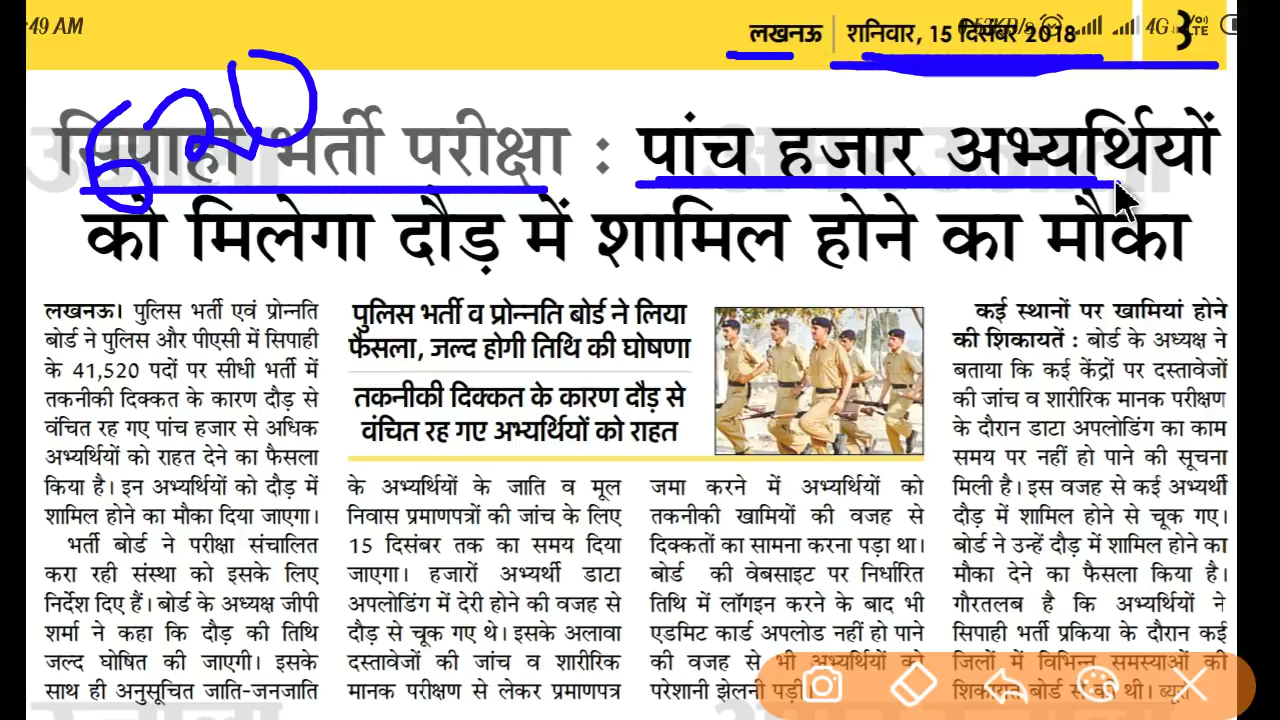 :49 AM
लखनऊ शनिवार, 15 दिसंबर 2018
4G
620
सिपाही भर्ती परीक्षा : पांच हजार अभ्यर्थियों
को मिलेगा दौड़ में शामिल होने का मौका
लखनऊ। पुलिस भर्ती एवं प्रोन्नति
बोर्ड ने पुलिस और पीएसी में सिपाही
के 41,520 पदों पर सीधी भर्ती में
तकनीकी दिक्कत के कारण दौड़ से
वंचित रह गए पांच हजार से अधिक
अभ्यर्थियों को राहत देने का फैसला
किया है। इन अभ्यर्थियों को दौड़ में
शामिल होने का मौका दिया जाएगा।
भर्ती बोर्ड ने परीक्षा संचालित
करा रही संस्था को इसके लिए
निर्देश दिए हैं। बोर्ड के अध्यक्ष जीपी
शर्मा ने कहा कि दौड़ की तिथि
जल्द घोषित की जाएगी। इसके
साथ ही अनुसूचित जाति-जनजाति
पुलिस भर्ती व प्रोन्नति बोर्ड ने लिया
फैसला, जल्द होगी तिथि की घोषणा
तकनीकी दिक्कत के कारण दौड़ से
वंचित रह गए अभ्यर्थियों को राहत
के अभ्यर्थियों के जाति व मूल
निवास प्रमाणपत्रों की जांच के लिए
15 दिसंबर तक का समय दिया
जाएगा। हजारों अभ्यर्थी डाटा
अपलोडिंग में देरी होने की वजह से
दौड़ से चूक गए थे। इसके अलावा
दस्तावेजों की जांच व शारीरिक
मानक परीक्षण से लेकर प्रमाणपत्र
जमा करने में अभ्यर्थियों को
तकनीकी खामियों की वजह से
दिक्कतों का सामना करना पड़ा था।
बोर्ड की वेबसाइट पर निर्धारित
तिथि में लॉगइन करने के बाद भी
एडमिट कार्ड अपलोड नहीं हो पाने
की वजह से भी अभ्यर्थियों को
परेशानी झेलनी पड़ी।
कई स्थानों पर खामियां होने
की शिकायतें : बोर्ड के अध्यक्ष ने
बताया कि कई केंद्रों पर दस्तावेजों
की जांच व शारीरिक मानक परीक्षण
के दौरान डाटा अपलोडिंग का काम
समय पर नहीं हो पाने की सूचना
मिली है। इस वजह से कई अभ्यर्थी
दौड़ में शामिल होने से चूक गए।
बोर्ड ने उन्हें दौड़ में शामिल होने का
मौका देने का फैसला किया है।
गौरतलब है कि अभ्यर्थियों ने
सिपाही भर्ती प्रकिया के दौरान कई
जिलों में विभिन्न समस्याओं की
शिकायत बोर्ड से की थी। ब्यूरो